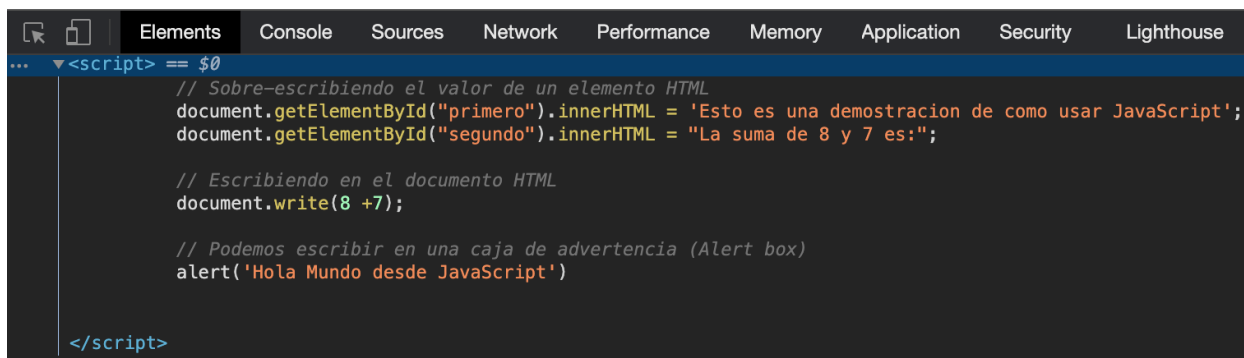 Elements Console Sources Network Performance Memory Application Security Lighthouse
... ▼<script> == $0
// Sobre-escribiendo el valor de un elemento HTML
document.getElementById("primero").innerHTML = 'Esto es una demostracion de como usar JavaScript';
document.getElementById("segundo").innerHTML = "La suma de 8 y 7 es:";
// Escribiendo en el documento HTML
document.write(8 +7);
// Podemos escribir en una caja de advertencia (Alert box)
alert('Hola Mundo desde JavaScript')
</script>